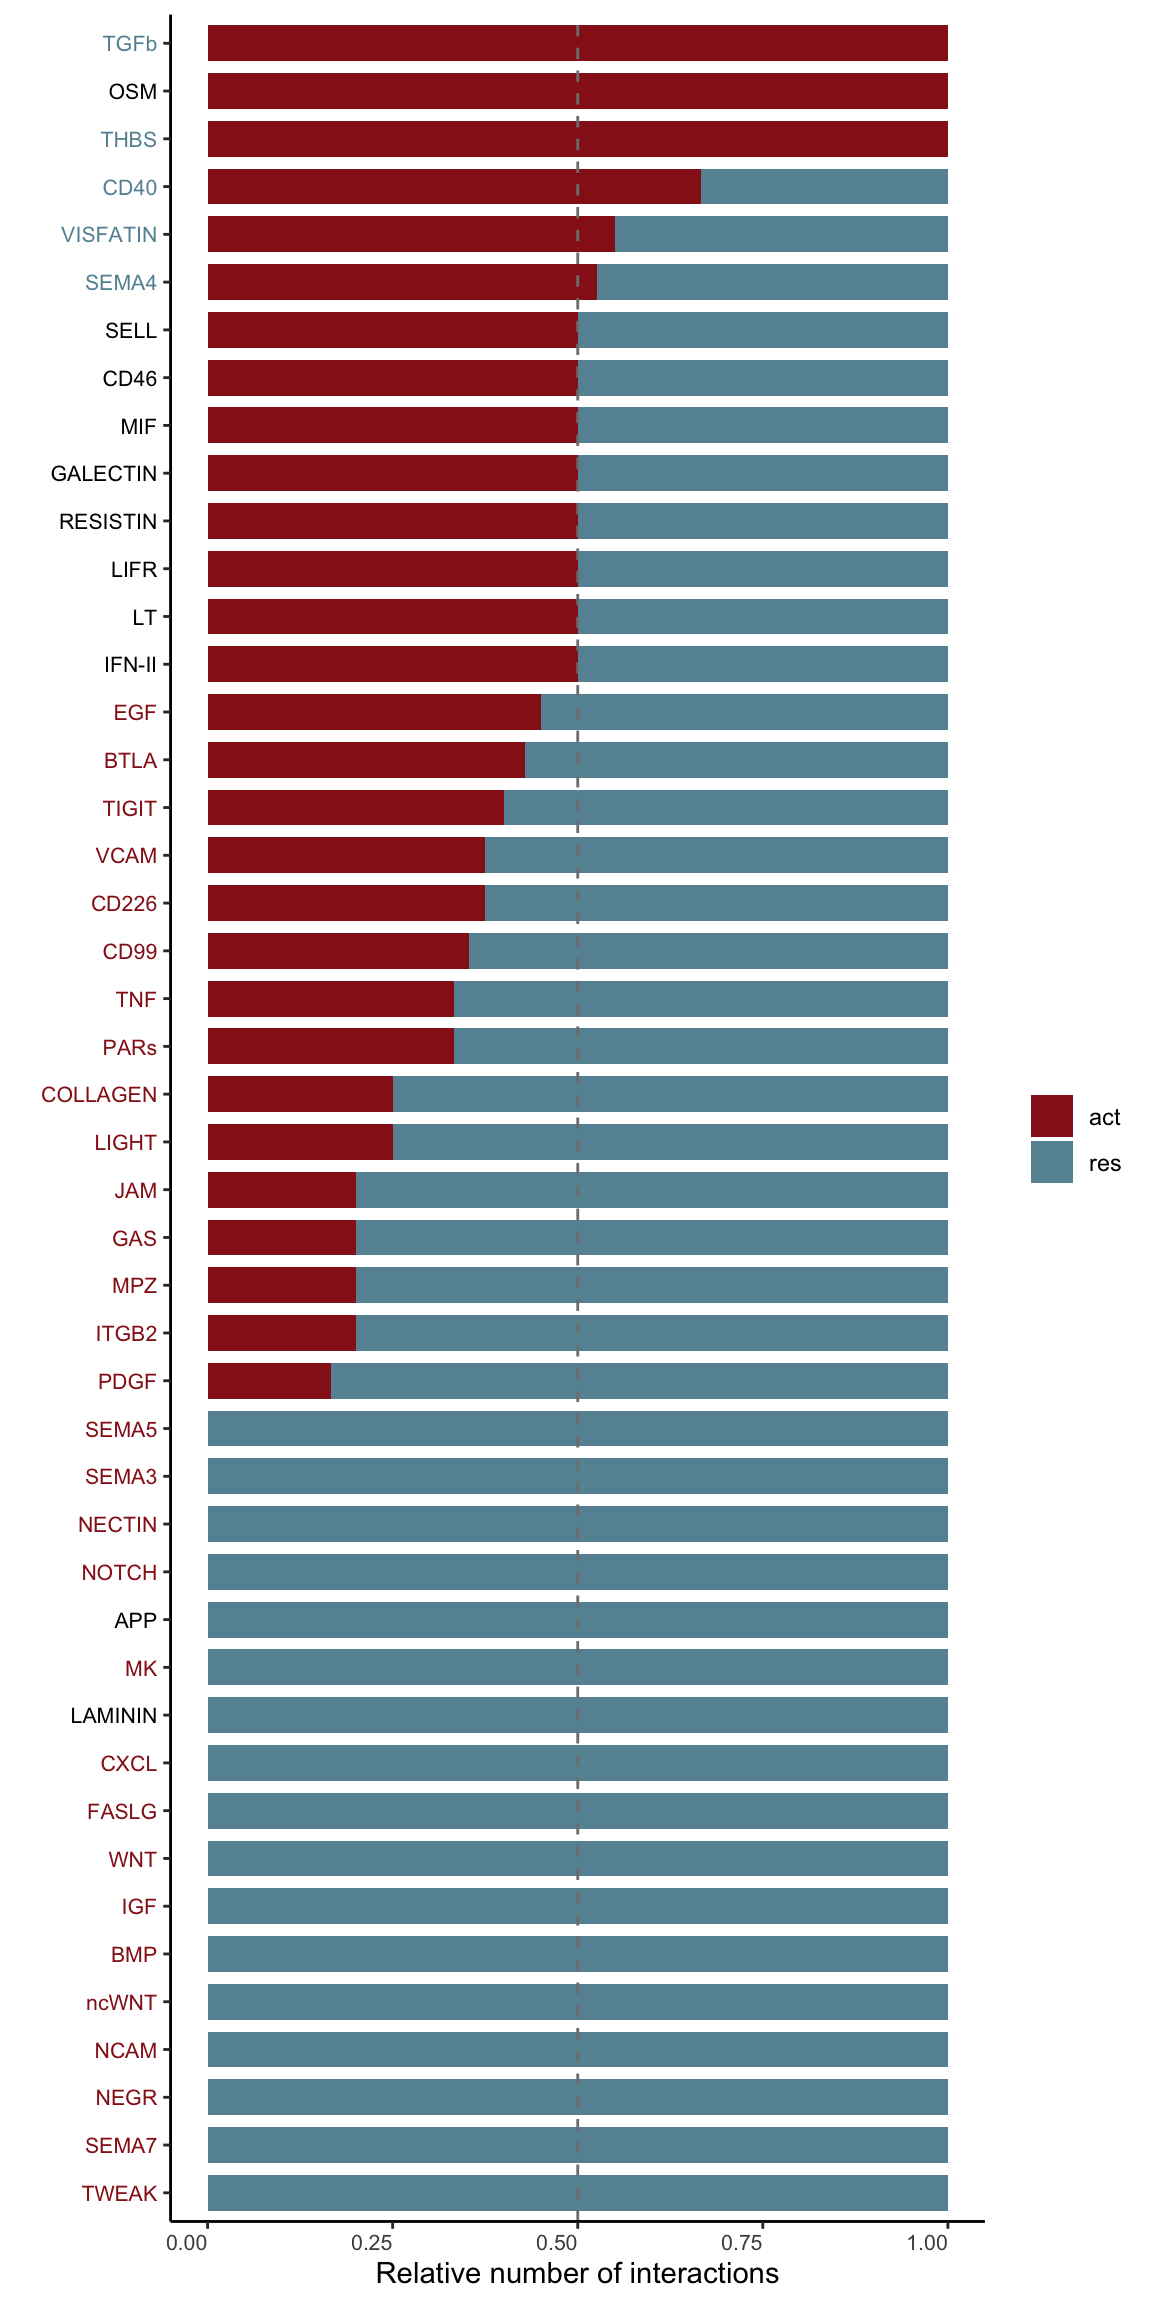 TGFb
OSM
THBS
CD40
VISFATIN
SEMA4
SELL
CD46
MIF
GALECTIN
RESISTIN
LIFR
LT
IFN-II
EGF
BTLA
TIGIT
VCAM
CD226
CD99
TNF
PARs
COLLAGEN
LIGHT
JAM
GAS
MPZ
ITGB2
PDGF
SEMA5
SEMA3
NECTIN
NOTCH
APP
MK
LAMININ
CXCL
FASLG
WNT
IGF
BMP
ncWNT
NCAM
NEGR
SEMA7
TWEAK
0.00 0.25 0.50 0.75 1.00
Relative number of interactions
act
res